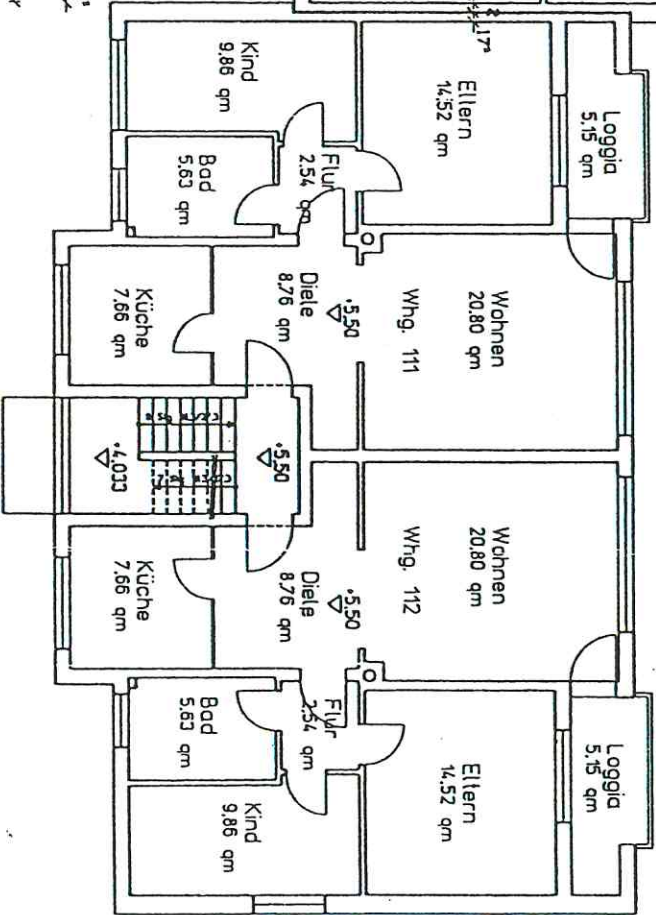 Loggia
5.15 qm
Eltern
14.52 qm
Kind
9.86 qm
Flur
2.54 qm
Bad
5.63 qm
Wohnen
20.80 qm
Whg. 111
+5.50
Diele
8.76 qm
Küche
7.66 qm
+5.50
+4.033
Wohnen
20.80 qm
Whg. 112
+5.50
Diele
8.76 qm
Küche
7.66 qm
Loggia
5.15 qm
Eltern
14.52 qm
Flur
2.54 qm
Bad
5.63 qm
Kind
9.86 qm